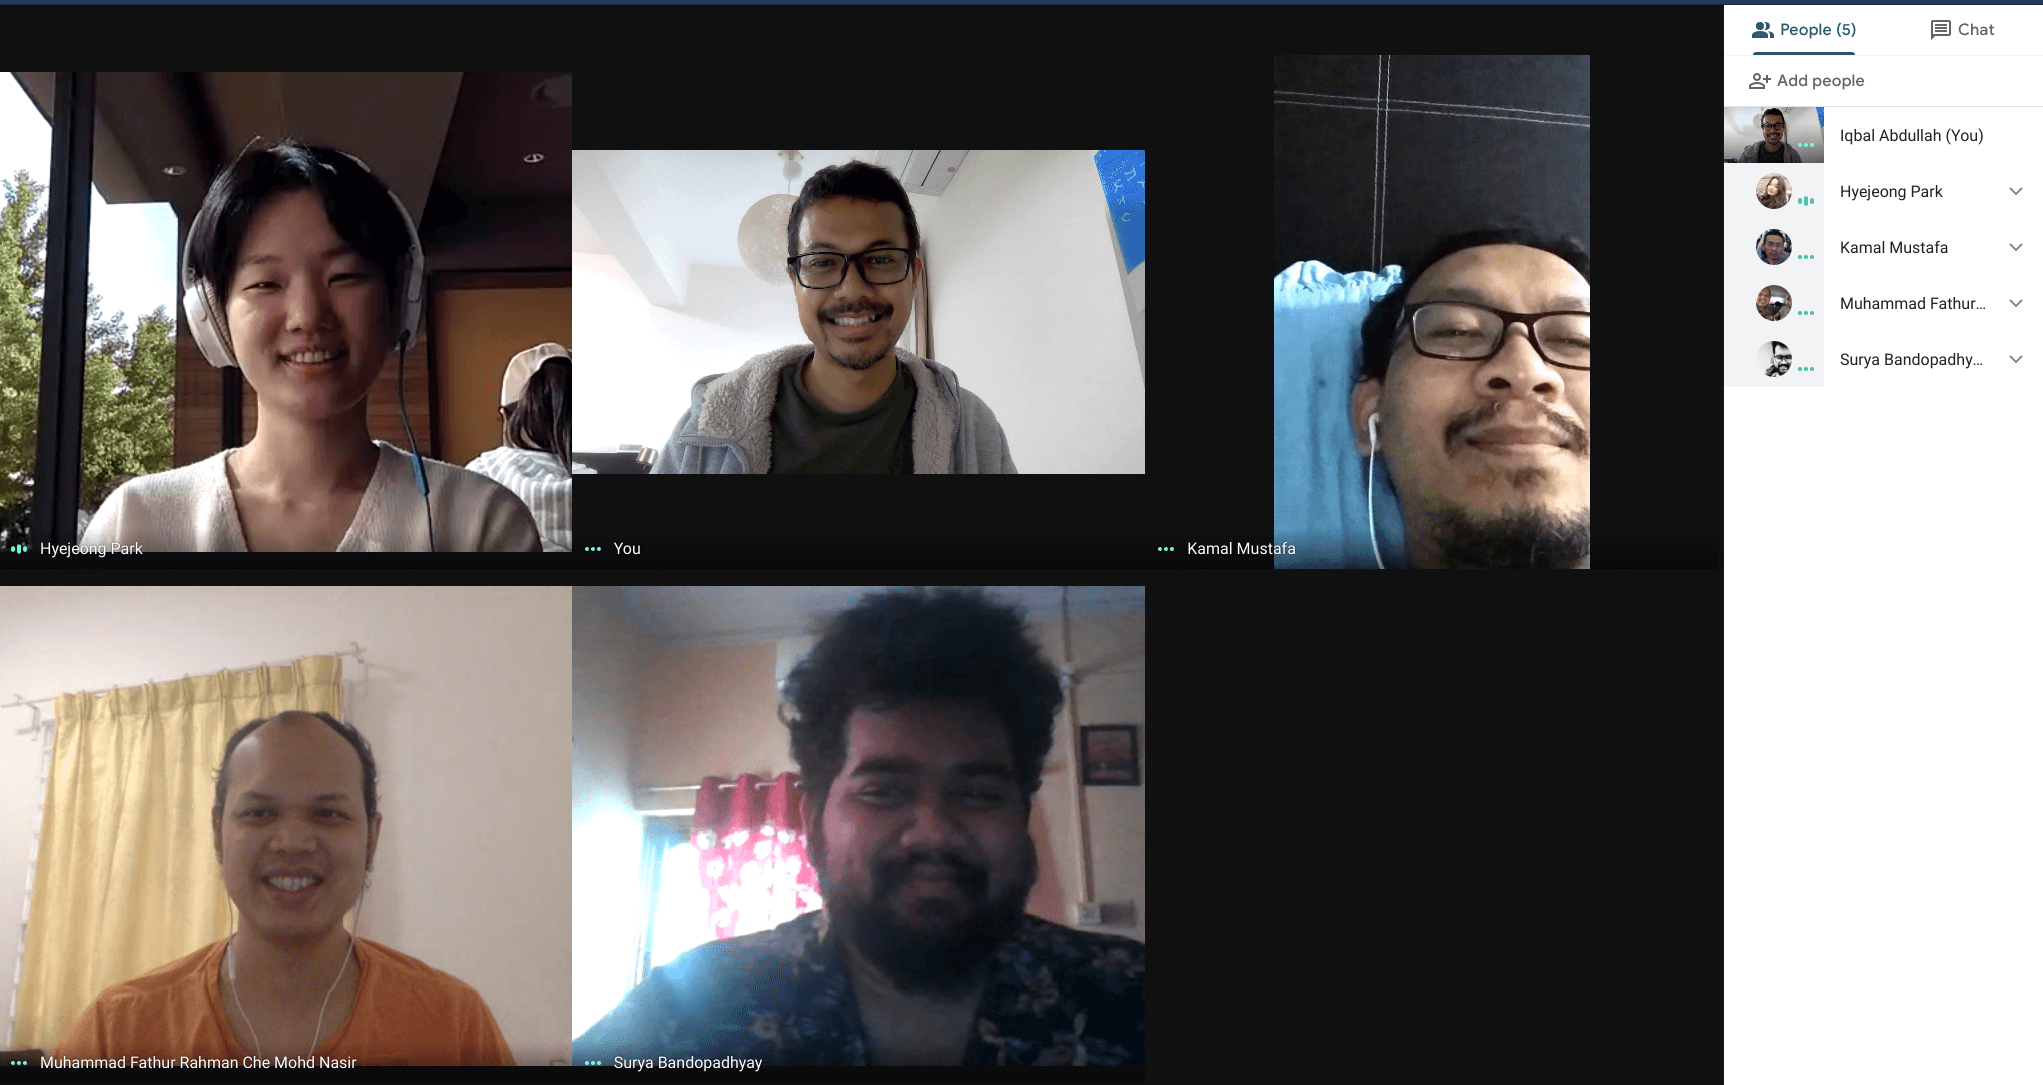 People (5)
Chat
Add people
Iqbal Abdullah (You)
Hyejeong Park
Kamal Mustafa
Muhammad Fathur...
Surya Bandopadhy...
Hyejeong Park
You
Kamal Mustafa
Muhammad Fathur Rahman Che Mohd Nasir
Surya Bandopadhyay